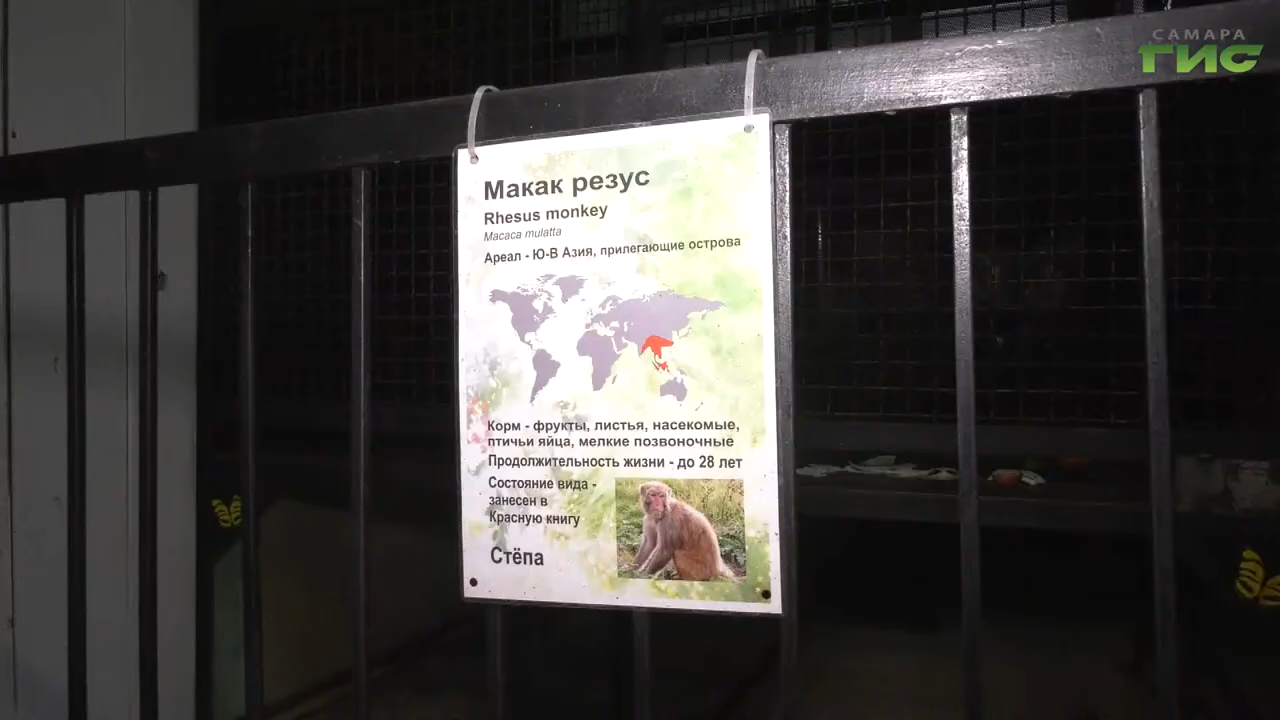 САМАРА
ГИС
Макак резус
Rhesus monkey
Macaca mulatta
Ареал - Ю-В Азия, прилегающие острова
Корм - фрукты, листья, насекомые,
птичьи яйца, мелкие позвоночные
Продолжительность жизни - до 28 лет
Состояние вида -
занесен в
Красную книгу
Стёпа